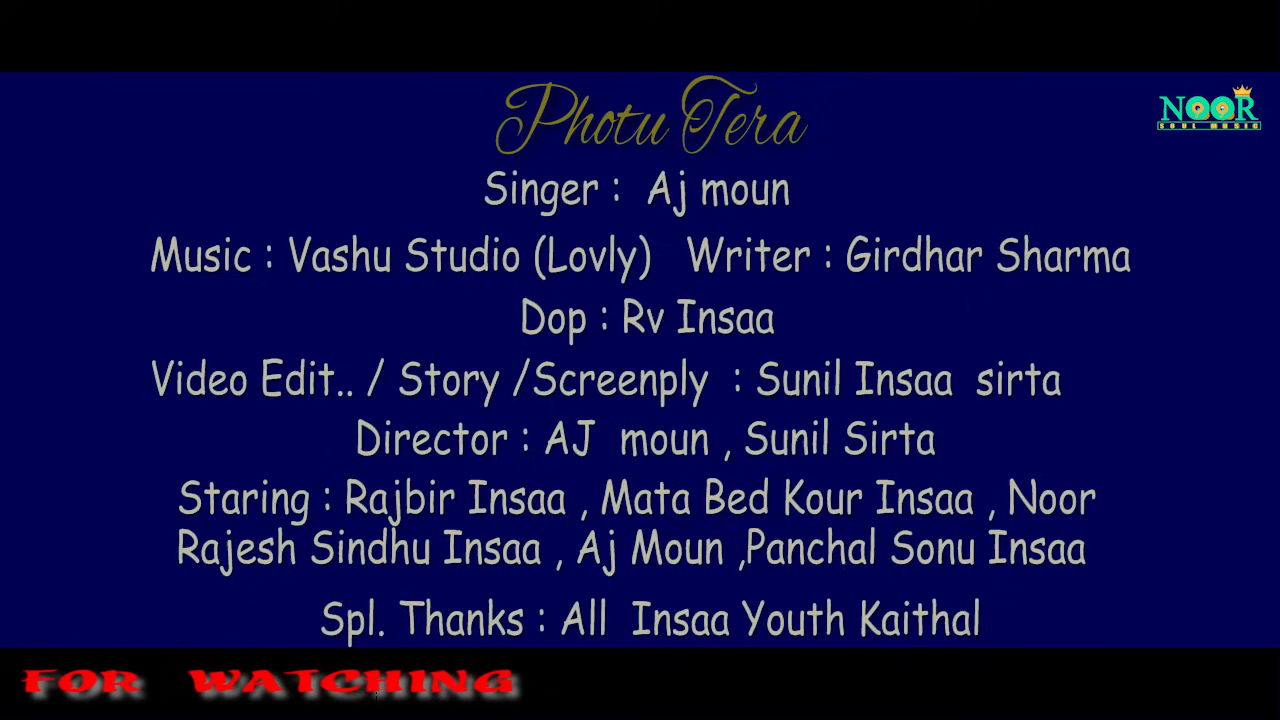 Photu Tera
NOOR
SOUL MUSIC
Singer : Aj moun
Music : Vashu Studio (Lovly) Writer : Girdhar Sharma
Dop : Rv Insaa
Video Edit.. / Story /Screenply : Sunil Insaa sirta
Director : AJ moun , Sunil Sirta
Staring : Rajbir Insaa , Mata Bed Kour Insaa , Noor
Rajesh Sindhu Insaa , Aj Moun ,Panchal Sonu Insaa
Spl. Thanks : All Insaa Youth Kaithal
FOR WATCHING